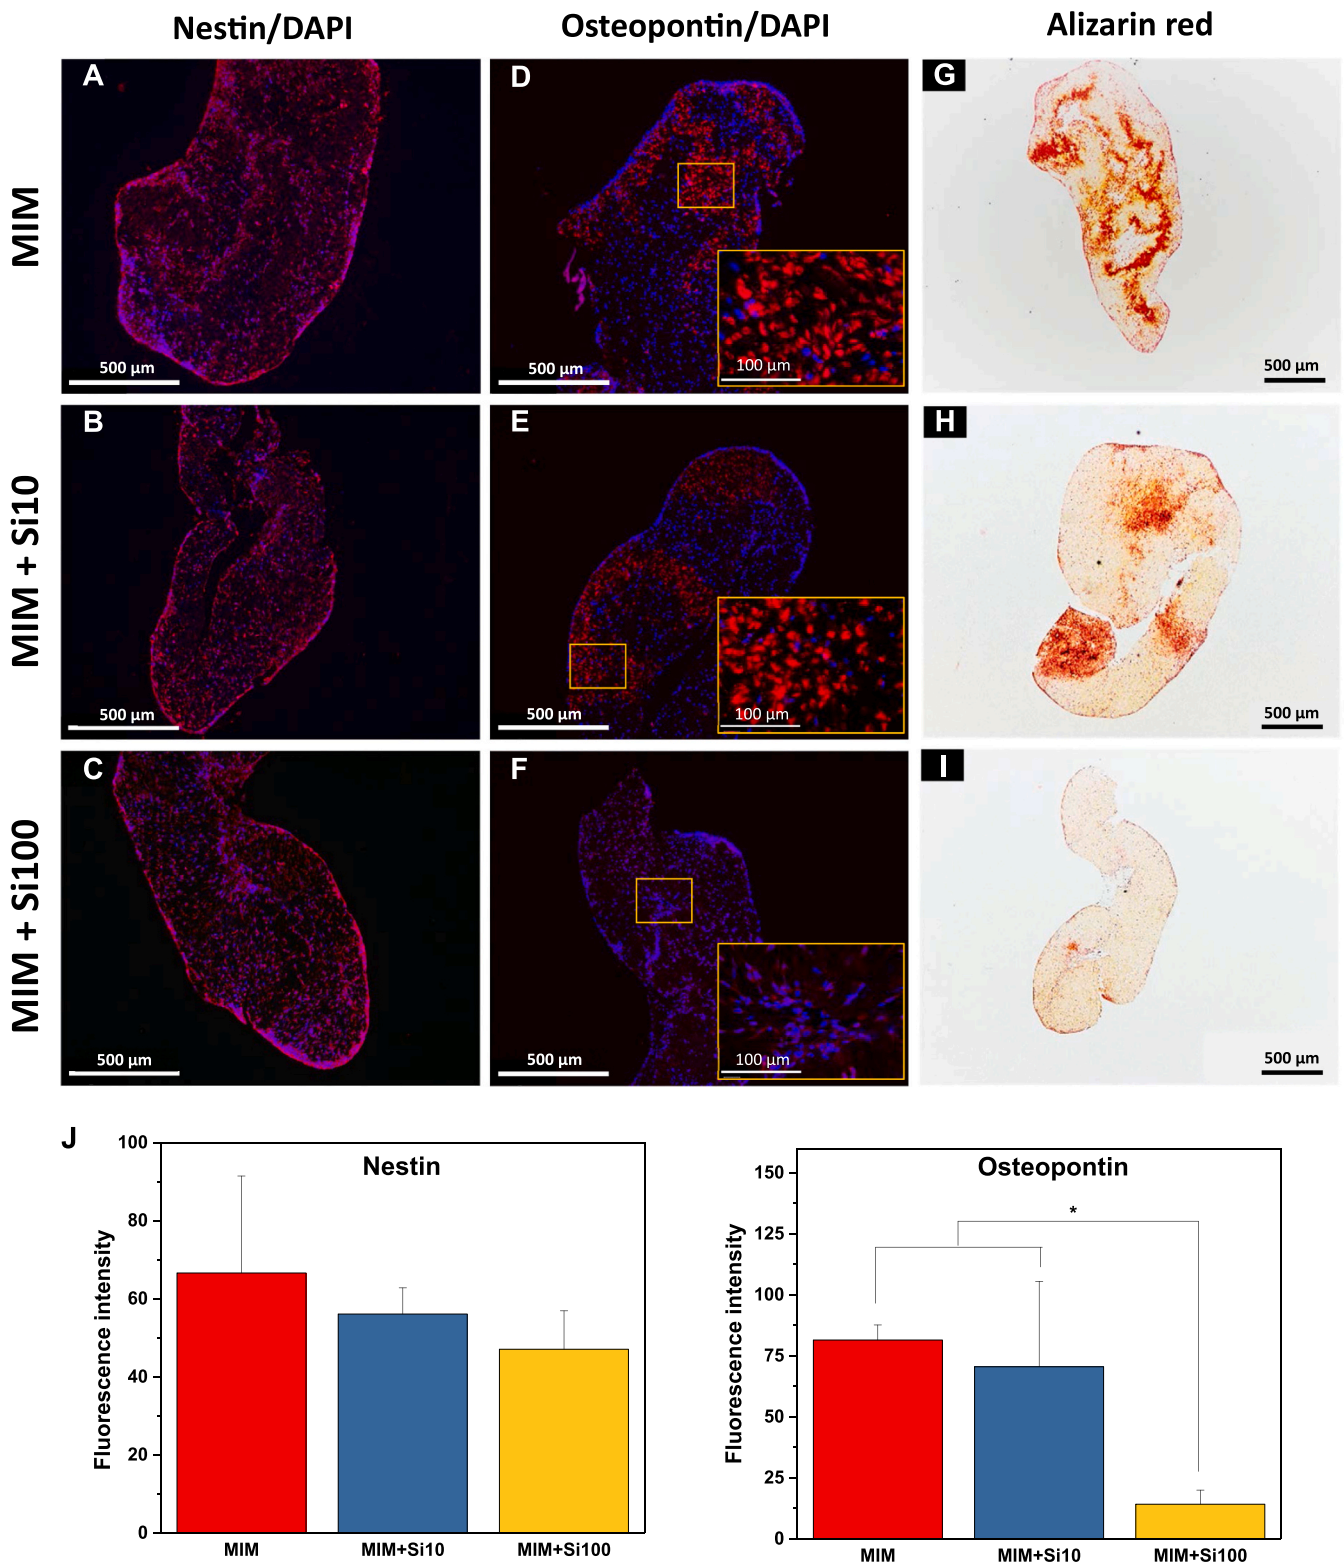 Nestin/DAPI
Osteopontin/DAPI
Alizarin red
MIM
A
500 µm
D
500 µm
100 µm
G
500 µm
MIM + Si10
B
500 µm
E
500 µm
100 µm
H
500 µm
MIM + Si100
C
500 µm
F
500 µm
100 µm
I
500 µm
J
Nestin
Fluorescence intensity
100
80
60
40
20
0
MIM
MIM+Si10
MIM+Si100
Osteopontin
*
Fluorescence intensity
150
125
100
75
50
25
0
MIM
MIM+Si10
MIM+Si100